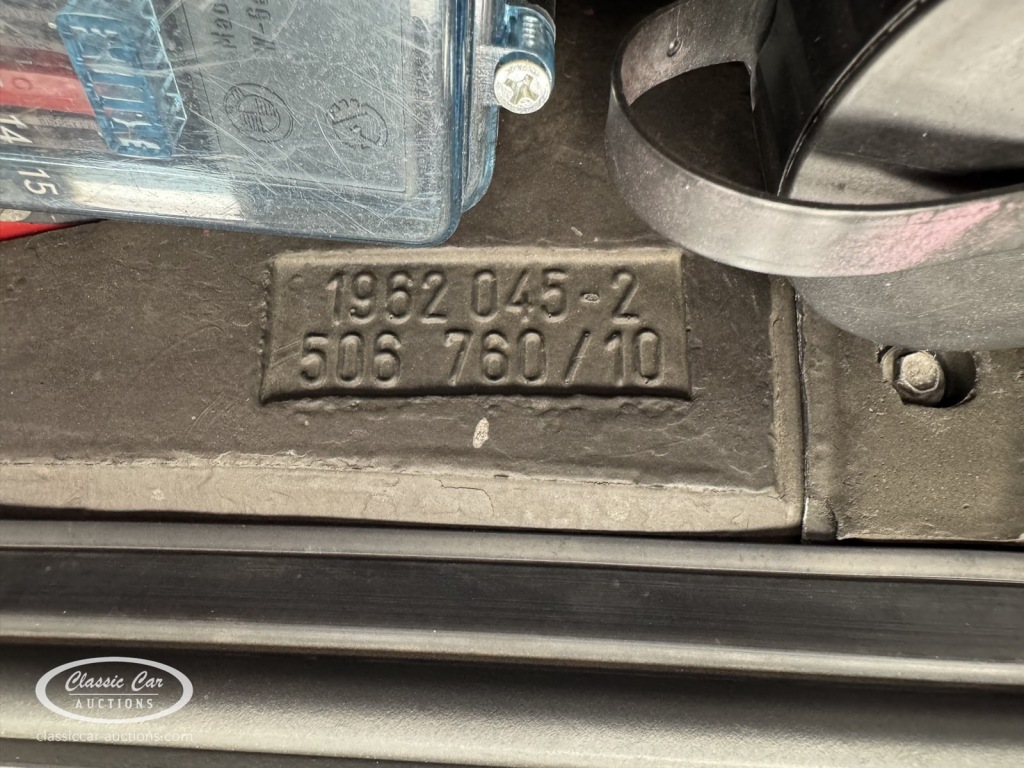 14
15
1962 045-2
506 760/10
Classic Car
AUCTIONS
classiccar-auctions.com